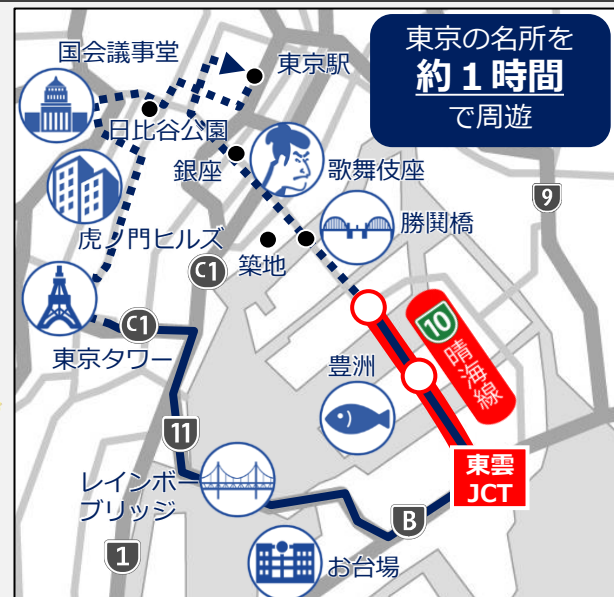 東京の名所を
約１時間
で周遊
国会議事堂
東京駅
日比谷公園
銀座
歌舞伎座
9
虎ノ門ヒルズ
勝鬨橋
築地
C1
C1
東京タワー
10
晴海線
豊洲
11
東雲
JCT
レインボー
ブリッジ
B
1
お台場